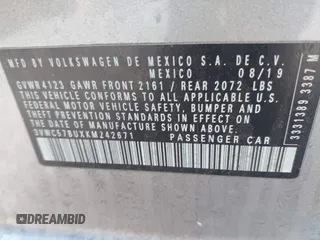 MFD BY VOLKSWAGEN DE MEXICO S.A. DE C.V.
MEXICO 08/19
GVWR 4123 GAWR FRONT 2161 / REAR 2072 LBS
THIS VEHICLE CONFORMS TO ALL APPLICABLE U.S.
FEDERAL MOTOR VEHICLE SAFETY, BUMPER AND
THEFT PREVENTION STANDARDS IN EFFECT ON
THE DATE OF MANUFACTURE SHOWN ABOVE
3VWC57BUXKM242671
PASSENGER CAR
3331389 3387 M
DREAMBID